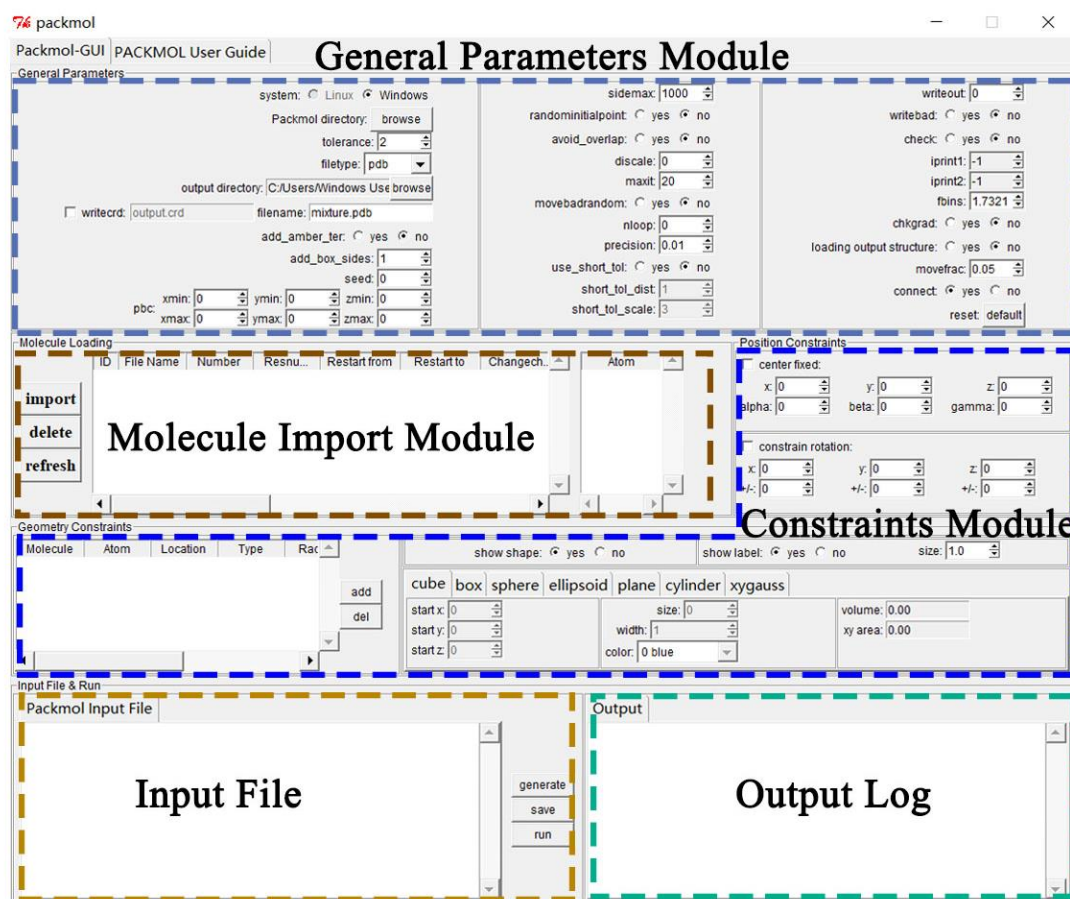 packmol
Packmol-GUI PACKMOL User Guide
General Parameters Module
General Parameters
system: Linux Windows
Packmol directory: browse
tolerance: 2
filetype: pdb
output directory: C:/Users/Windows Use browse
writecrd: output.crd filename: mixture.pdb
add_amber_ter: yes no
add_box_sides: 1
seed: 0
pbc:
xmin: 0 ymin: 0 zmin: 0
xmax: 0 ymax: 0 zmax: 0
sidemax: 1000
randominitialpoint: yes no
avoid_overlap: yes no
discale: 0
maxit: 20
movebadrandom: yes no
nloop: 0
precision: 0.01
use_short_tol: yes no
short_tol_dist: 1
short_tol_scale: 3
writeout: 0
writebad: yes no
check: yes no
iprint1: -1
iprint2: -1
fbins: 1.7321
chkgrad: yes no
loading output structure: yes no
movefrac: 0.05
connect: yes no
reset: default
Molecule Loading
import
delete
refresh
ID File Name Number Resnu... Restart from Restart to Changech..
Atom
Molecule Import Module
Position Constraints
center fixed:
x: 0 y: 0 z: 0
alpha: 0 beta: 0 gamma: 0
constrain rotation:
x: 0 y: 0 z: 0
+/-: 0 +/-: 0 +/-: 0
Constraints Module
Geometry Constraints
Molecule Atom Location Type Rac
add
del
show shape: yes no show label: yes no size: 1.0
cube box sphere ellipsoid plane cylinder xygauss
start x: 0 size: 0 volume: 0.00
start y: 0 width: 1 xy area: 0.00
start z: 0 color: 0 blue
Input File & Run
Packmol Input File
Input File
generate
save
run
Output
Output Log